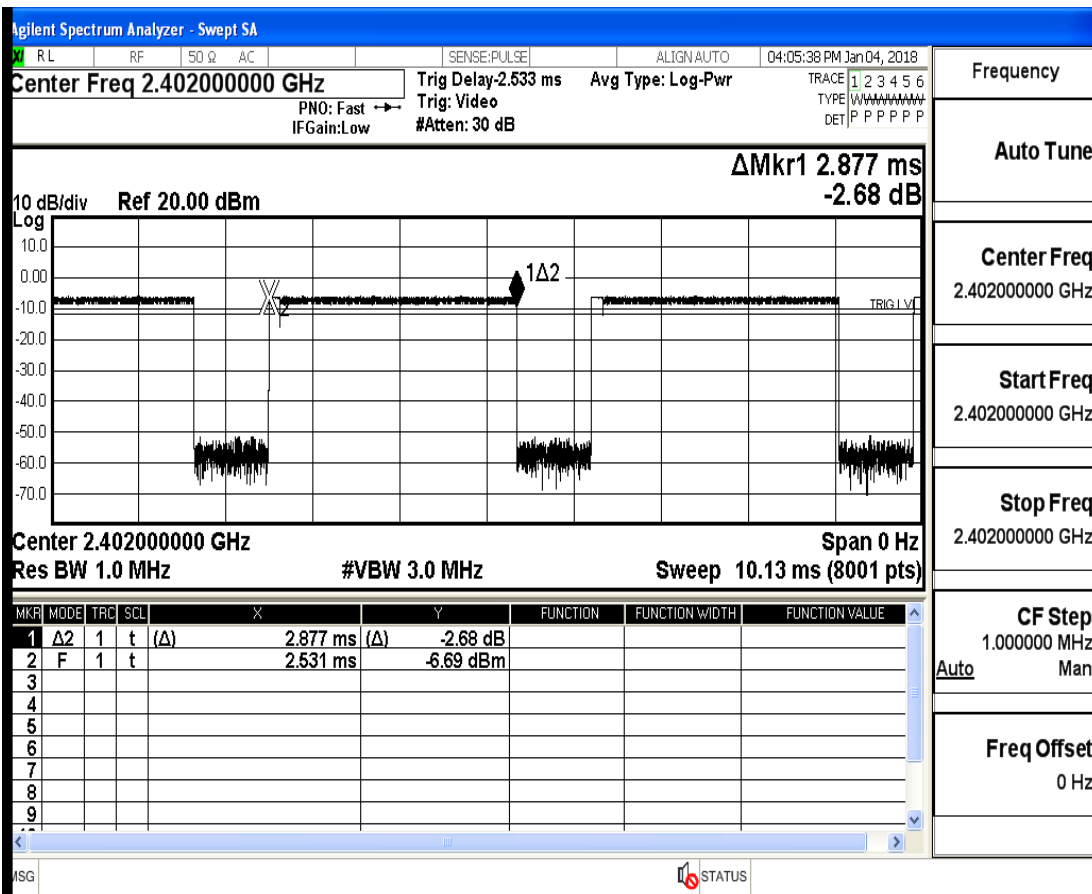 Agilent Spectrum Analyzer - Swept SA
RL RF 50 Ω AC SENSE:PULSE ALIGN AUTO 04:05:38 PM Jan 04, 2018
Center Freq 2.402000000 GHz
PNO: Fast
IFGain:Low
Trig Delay-2.533 ms
Trig: Video
#Atten: 30 dB
Avg Type: Log-Pwr
TRACE 1 2 3 4 5 6
TYPE WWWWWW
DET P P P P P P
ΔMkr1 2.877 ms
-2.68 dB
10 dB/div Ref 20.00 dBm
Log
10.0
0.00
-10.0
-20.0
-30.0
-40.0
-50.0
-60.0
-70.0
1Δ2
2
TRIG LVL
Center 2.402000000 GHz Span 0 Hz
Res BW 1.0 MHz #VBW 3.0 MHz Sweep 10.13 ms (8001 pts)
MKR MODE TRC SCL X Y FUNCTION FUNCTION WIDTH FUNCTION VALUE
1 Δ2 1 t (Δ) 2.877 ms (Δ) -2.68 dB
2 F 1 t 2.531 ms -6.69 dBm
3
4
5
6
7
8
9
MSG STATUS
Frequency
Auto Tune
Center Freq
2.402000000 GHz
Start Freq
2.402000000 GHz
Stop Freq
2.402000000 GHz
CF Step
1.000000 MHz
Auto Man
Freq Offset
0 Hz